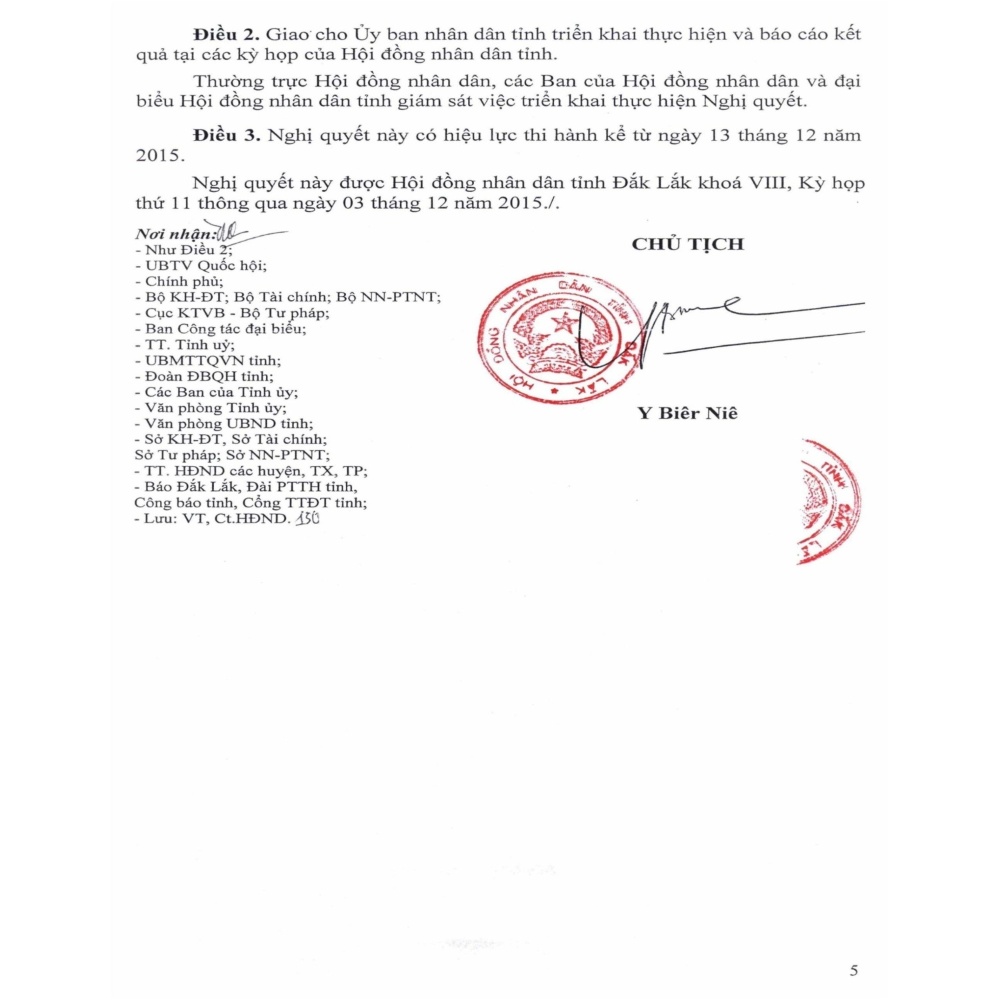 Điều 2. Giao cho Ủy ban nhân dân tỉnh triển khai thực hiện và báo cáo kết
quả tại các kỳ họp của Hội đồng nhân dân tỉnh.
Thường trực Hội đồng nhân dân, các Ban của Hội đồng nhân dân và đại
biểu Hội đồng nhân dân tỉnh giám sát việc triển khai thực hiện Nghị quyết.
Điều 3. Nghị quyết này có hiệu lực thi hành kể từ ngày 13 tháng 12 năm
2015.
Nghị quyết này được Hội đồng nhân dân tỉnh Đắk Lắk khoá VIII, Kỳ họp
thứ 11 thông qua ngày 03 tháng 12 năm 2015./.
Nơi nhận:
- Như Điều 2;
- UBTV Quốc hội;
- Chính phủ;
- Bộ KH-ĐT; Bộ Tài chính; Bộ NN-PTNT;
- Cục KTVB - Bộ Tư pháp;
- Ban Công tác đại biểu;
- TT. Tỉnh uỷ;
- UBMTTQVN tỉnh;
- Đoàn ĐBQH tỉnh;
- Các Ban của Tỉnh ủy;
- Văn phòng Tỉnh ủy;
- Văn phòng UBND tỉnh;
- Sở KH-ĐT, Sở Tài chính;
Sở Tư pháp; Sở NN-PTNT;
- TT. HĐND các huyện, TX, TP;
- Báo Đắk Lắk, Đài PTTH tỉnh,
Công báo tỉnh, Cổng TTĐT tỉnh;
- Lưu: VT, Ct.HĐND. 130
CHỦ TỊCH
HỘI ĐỒNG NHÂN DÂN TỈNH ĐẮK LẮK
Y Biêr Niê
TỈNH ĐẮK
5